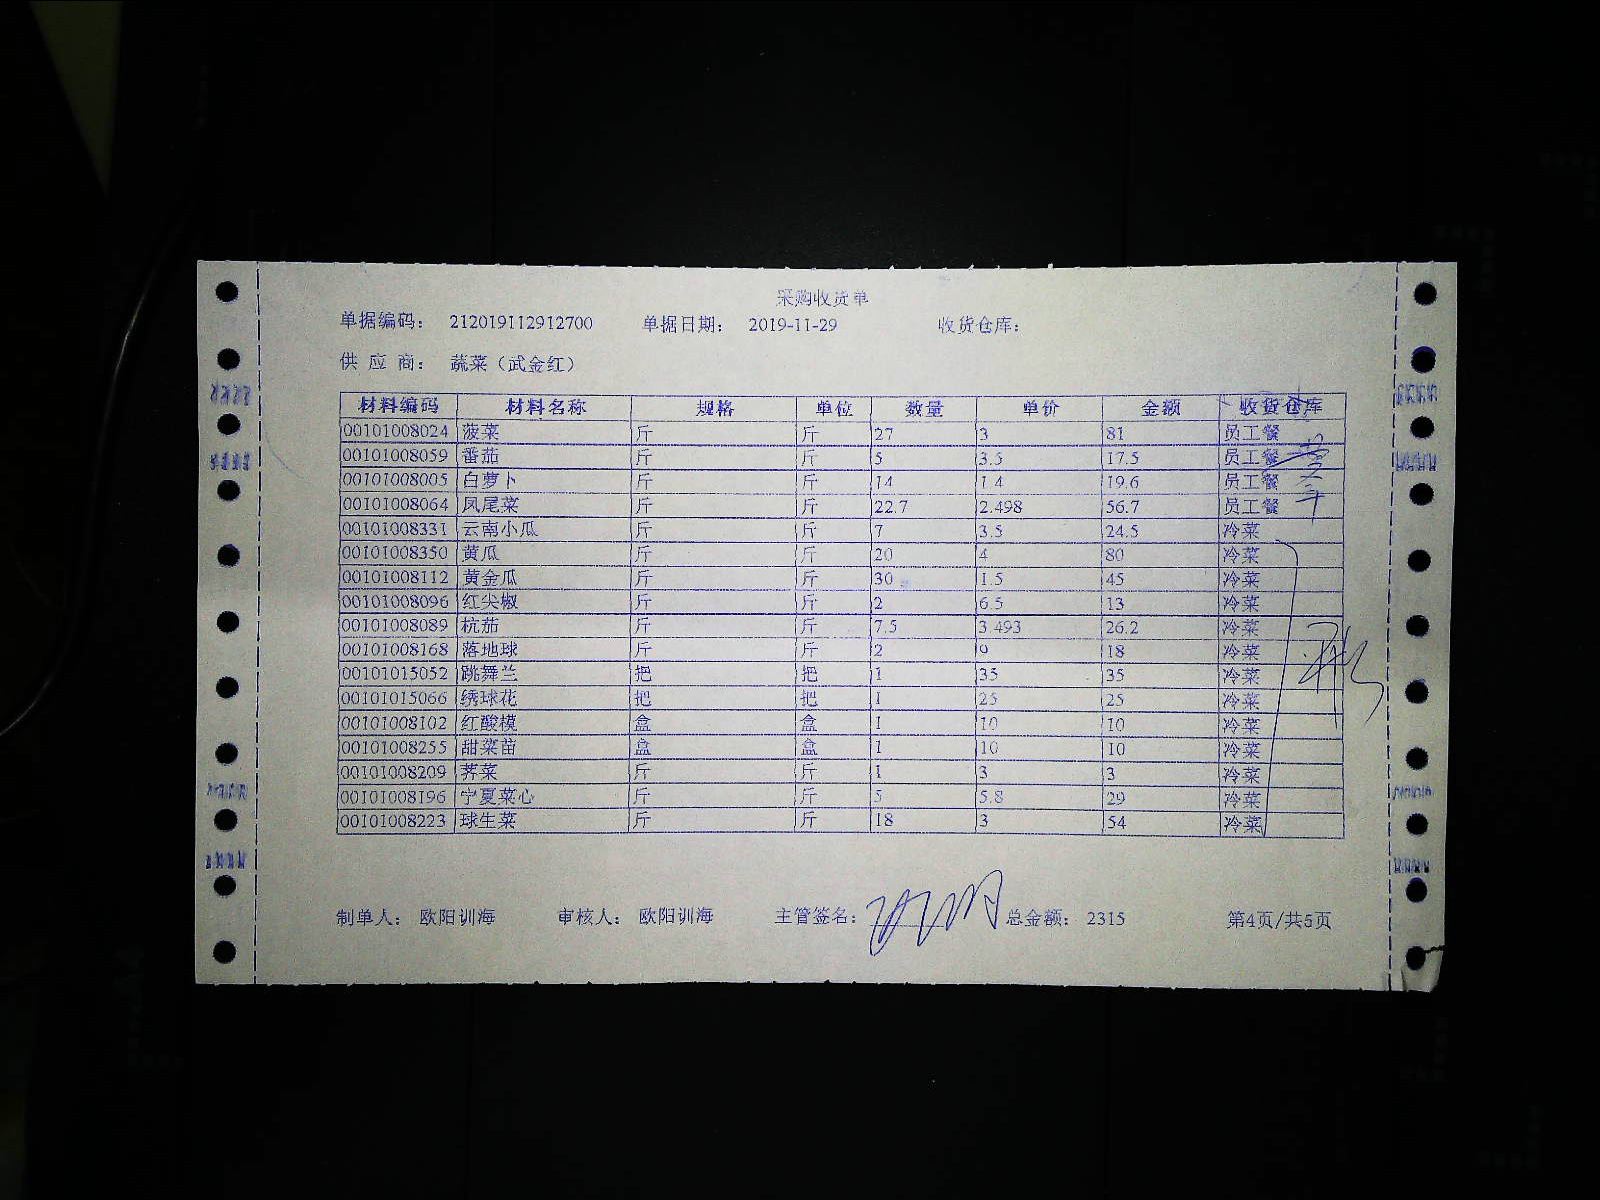 采购收货单
单据编码： 212019112912700 单据日期： 2019-11-29 收货仓库：
供应商： 蔬菜（武金红）
材料编码 材料名称 规格 单位 数量 单价 金额 收货仓库
00101008024 菠菜 斤 斤 27 3 81 员工餐
00101008059 番茄 斤 斤 5 3.5 17.5 员工餐
00101008005 白萝卜 斤 斤 14 1.4 19.6 员工餐
00101008064 凤尾菜 斤 斤 22.7 2.498 56.7 员工餐
00101008331 云南小瓜 斤 斤 7 3.5 24.5 冷菜
00101008350 黄瓜 斤 斤 20 4 80 冷菜
00101008112 黄金瓜 斤 斤 30 1.5 45 冷菜
00101008096 红尖椒 斤 斤 2 6.5 13 冷菜
00101008089 杭茄 斤 斤 7.5 3.493 26.2 冷菜
00101008168 落地球 斤 斤 2 9 18 冷菜
00101015052 跳舞兰 把 把 1 35 35 冷菜
00101015066 绣球花 把 把 1 25 25 冷菜
00101008102 红酸模 盒 盒 1 10 10 冷菜
00101008255 甜菜苗 盒 盒 1 10 10 冷菜
00101008209 荠菜 斤 斤 1 3 3 冷菜
00101008196 宁夏菜心 斤 斤 5 5.8 29 冷菜
00101008223 球生菜 斤 斤 18 3 54 冷菜
制单人： 欧阳训海 审核人： 欧阳训海 主管签名： 总金额： 2315 第4页/共5页